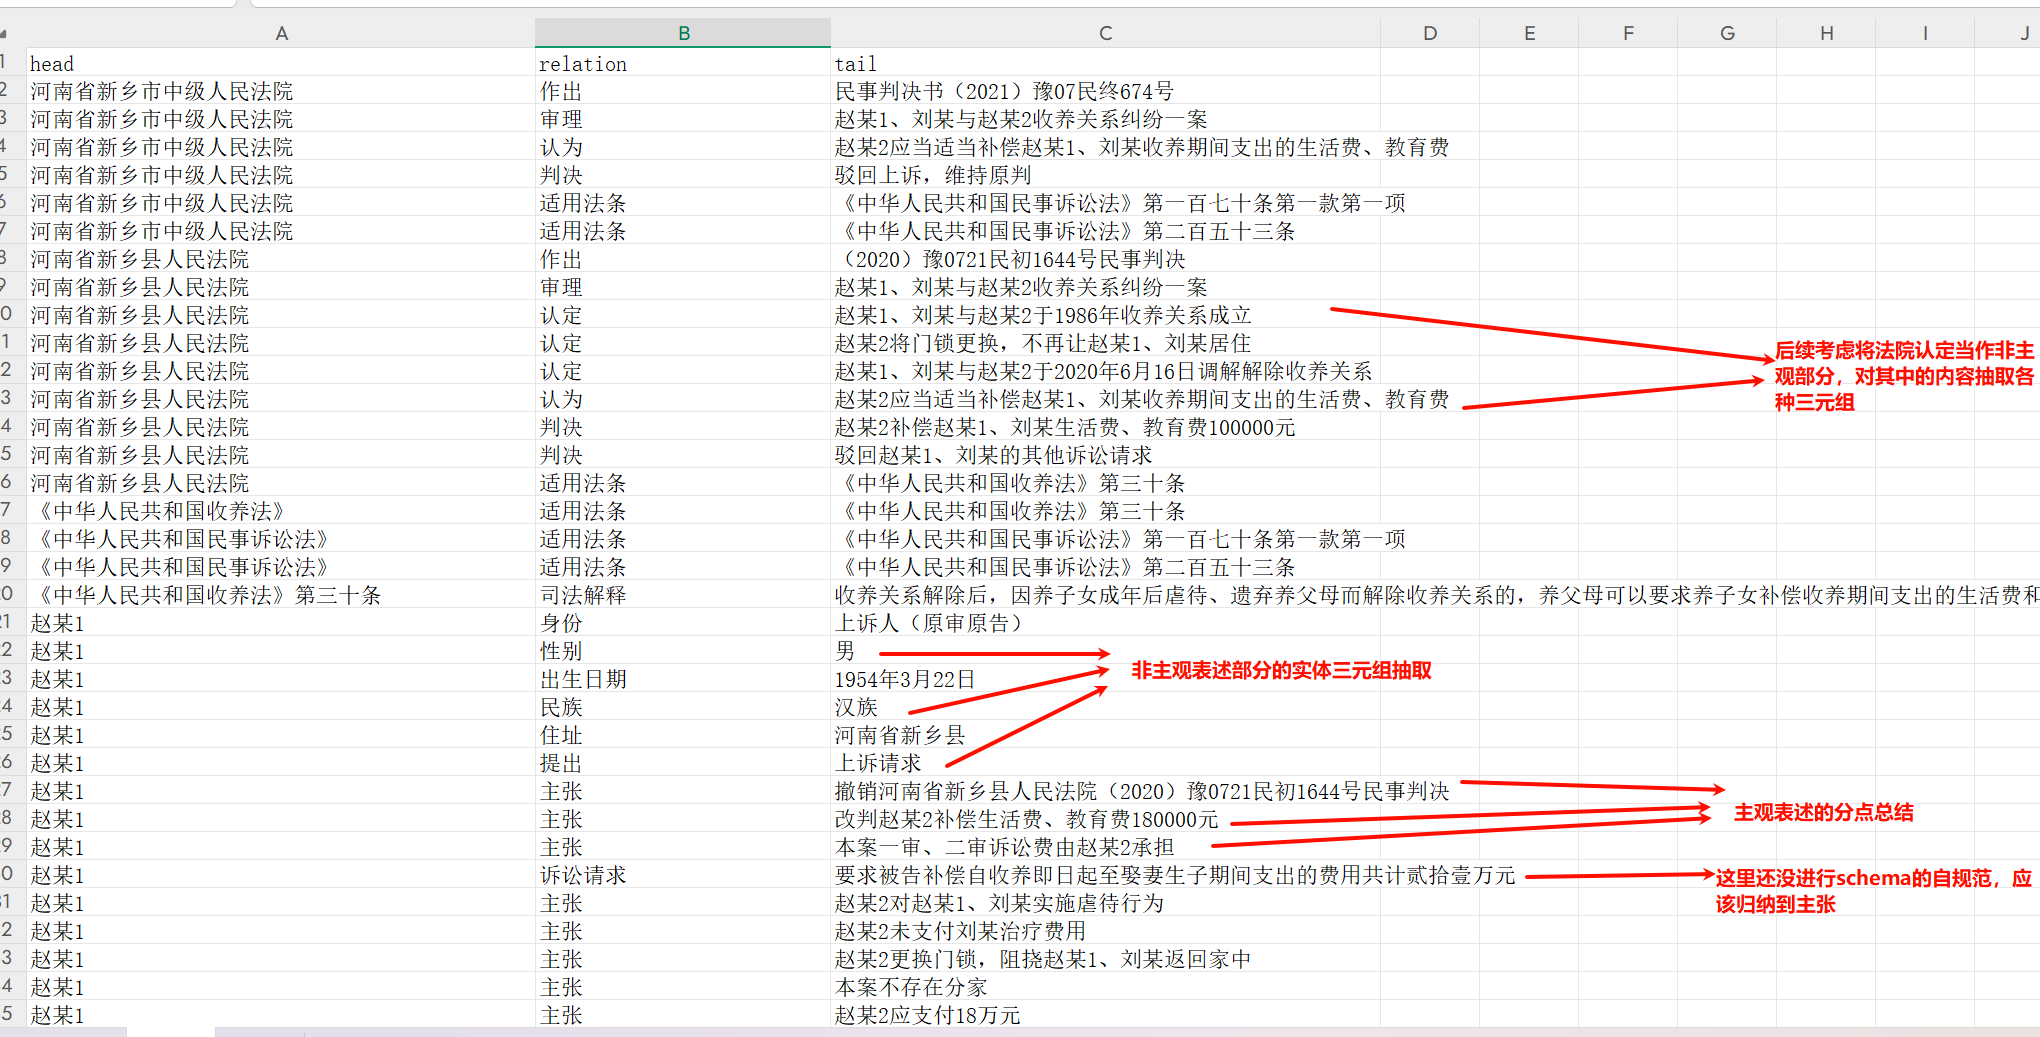 A B C D E F G H I J
1 head relation tail
2 河南省新乡市中级人民法院 作出 民事判决书（2021）豫07民终674号
3 河南省新乡市中级人民法院 审理 赵某1、刘某与赵某2收养关系纠纷一案
4 河南省新乡市中级人民法院 认为 赵某2应当适当补偿赵某1、刘某收养期间支出的生活费、教育费
5 河南省新乡市中级人民法院 判决 驳回上诉，维持原判
6 河南省新乡市中级人民法院 适用法条 《中华人民共和国民事诉讼法》第一百七十条第一款第一项
7 河南省新乡市中级人民法院 适用法条 《中华人民共和国民事诉讼法》第二百五十三条
8 河南省新乡县人民法院 作出 （2020）豫0721民初1644号民事判决
9 河南省新乡县人民法院 审理 赵某1、刘某与赵某2收养关系纠纷一案
0 河南省新乡县人民法院 认定 赵某1、刘某与赵某2于1986年收养关系成立
1 河南省新乡县人民法院 认定 赵某2将门锁更换，不再让赵某1、刘某居住
2 河南省新乡县人民法院 认定 赵某1、刘某与赵某2于2020年6月16日调解解除收养关系
3 河南省新乡县人民法院 认为 赵某2应当适当补偿赵某1、刘某收养期间支出的生活费、教育费
后续考虑将法院认定当作非主
观部分，对其中的内容抽取各
种三元组
4 河南省新乡县人民法院 判决 赵某2补偿赵某1、刘某生活费、教育费100000元
5 河南省新乡县人民法院 判决 驳回赵某1、刘某的其他诉讼请求
6 河南省新乡县人民法院 适用法条 《中华人民共和国收养法》第三十条
7 《中华人民共和国收养法》 适用法条 《中华人民共和国收养法》第三十条
8 《中华人民共和国民事诉讼法》 适用法条 《中华人民共和国民事诉讼法》第一百七十条第一款第一项
9 《中华人民共和国民事诉讼法》 适用法条 《中华人民共和国民事诉讼法》第二百五十三条
20 《中华人民共和国收养法》第三十条 司法解释 收养关系解除后，因养子女成年后虐待、遗弃养父母而解除收养关系的，养父母可以要求养子女补偿收养期间支出的生活费和
21 赵某1 身份 上诉人（原审原告）
22 赵某1 性别 男
非主观表述部分的实体三元组抽取
23 赵某1 出生日期 1954年3月22日
24 赵某1 民族 汉族
25 赵某1 住址 河南省新乡县
26 赵某1 提出 上诉请求
27 赵某1 主张 撤销河南省新乡县人民法院（2020）豫0721民初1644号民事判决
28 赵某1 主张 改判赵某2补偿生活费、教育费180000元
主观表述的分点总结
29 赵某1 主张 本案一审、二审诉讼费由赵某2承担
0 赵某1 诉讼请求 要求被告补偿自收养即日起至娶妻生子期间支出的费用共计贰拾壹万元
这里还没进行schema的自规范，应
该归纳到主张
31 赵某1 主张 赵某2对赵某1、刘某实施虐待行为
2 赵某1 主张 赵某2未支付刘某治疗费用
3 赵某1 主张 赵某2更换门锁，阻挠赵某1、刘某返回家中
4 赵某1 主张 本案不存在分家
5 赵某1 主张 赵某2应支付18万元